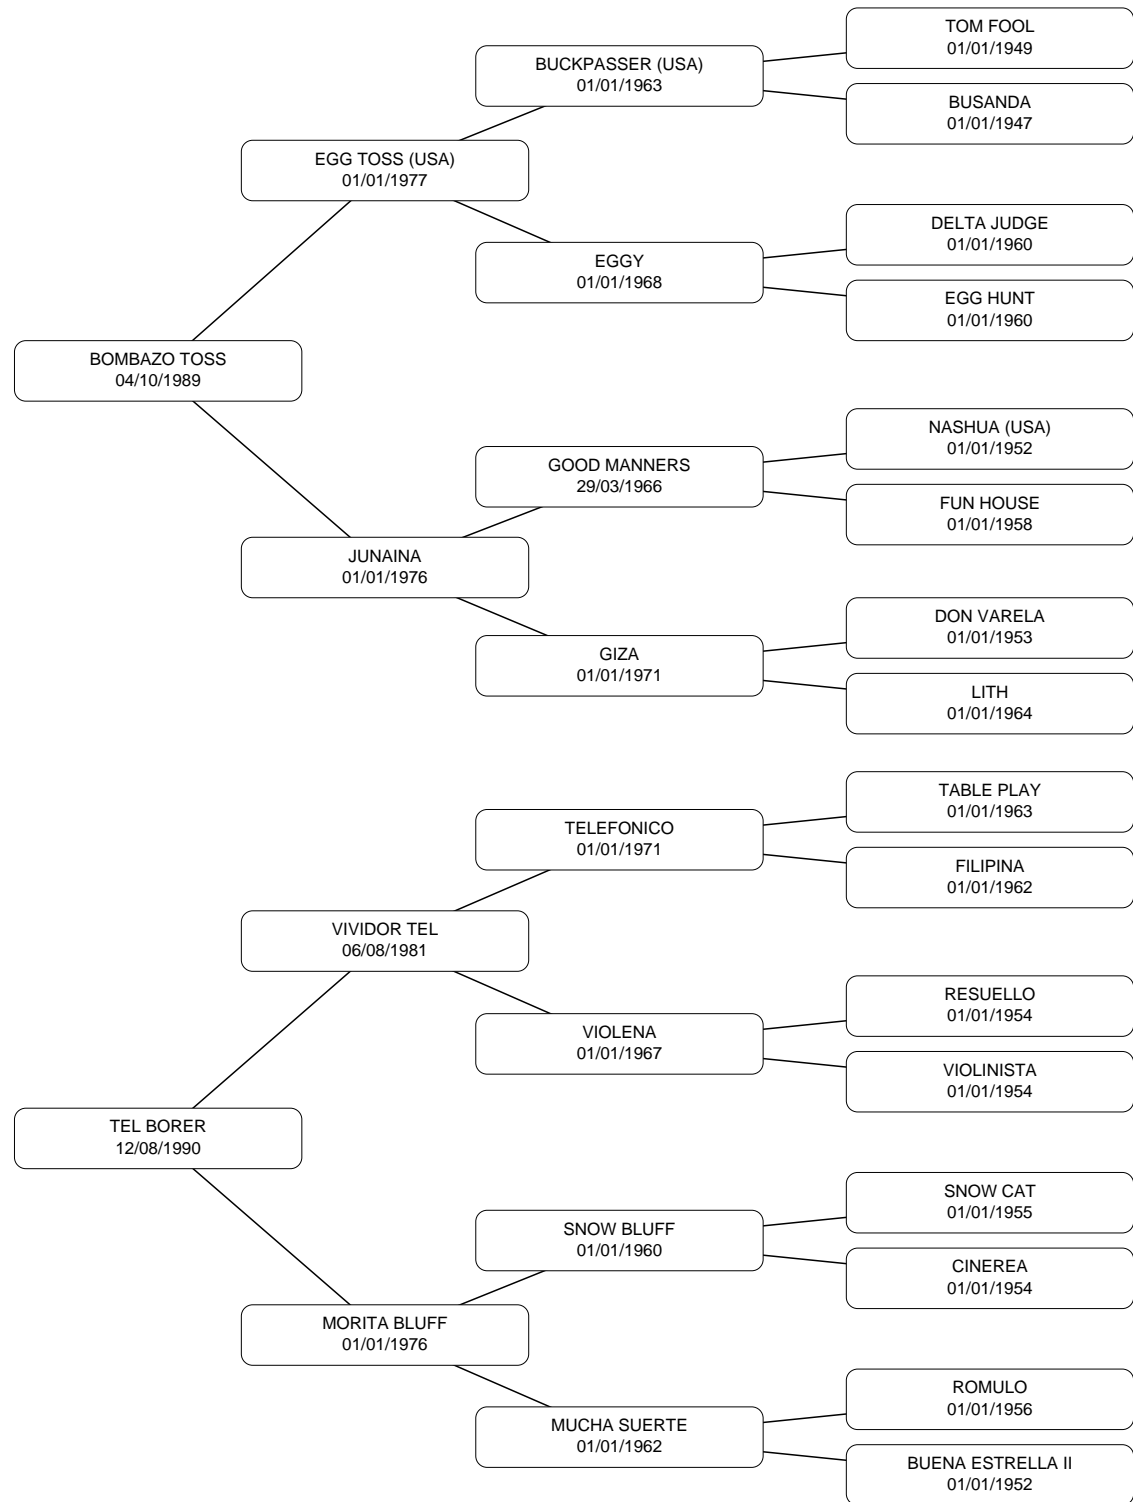 TOM FOOL
01/01/1949
BUCKPASSER (USA)
01/01/1963
BUSANDA
01/01/1947
EGG TOSS (USA)
01/01/1977
DELTA JUDGE
01/01/1960
EGGY
01/01/1968
EGG HUNT
01/01/1960
BOMBAZO TOSS
04/10/1989
NASHUA (USA)
01/01/1952
GOOD MANNERS
29/03/1966
FUN HOUSE
01/01/1958
JUNAINA
01/01/1976
DON VARELA
01/01/1953
GIZA
01/01/1971
LITH
01/01/1964
TABLE PLAY
01/01/1963
TELEFONICO
01/01/1971
FILIPINA
01/01/1962
VIVIDOR TEL
06/08/1981
RESUELLO
01/01/1954
VIOLENA
01/01/1967
VIOLINISTA
01/01/1954
TEL BORER
12/08/1990
SNOW CAT
01/01/1955
SNOW BLUFF
01/01/1960
CINEREA
01/01/1954
MORITA BLUFF
01/01/1976
ROMULO
01/01/1956
MUCHA SUERTE
01/01/1962
BUENA ESTRELLA II
01/01/1952